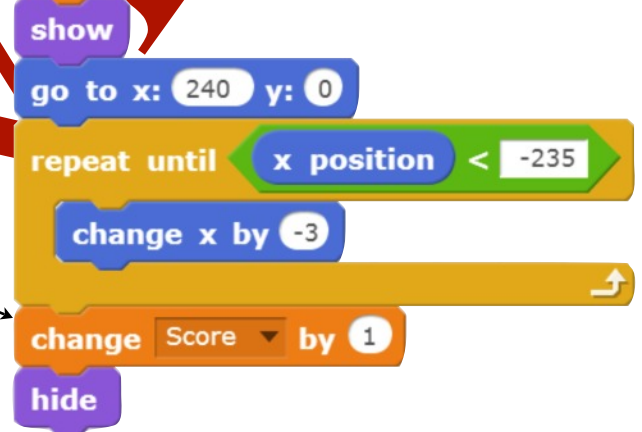 show
go to x: 240 y: 0
repeat until x position < -235
change x by -3
change Score by 1
hide